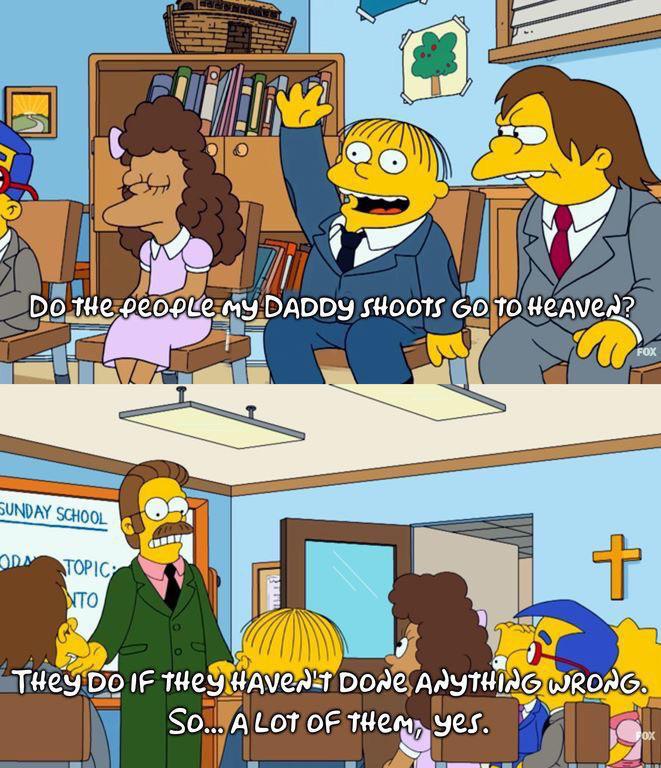 Do the people my Daddy shoots go to Heaven?
FOX
SUNDAY SCHOOL
TOPIC:
They do if they haven't done anything wrong.
So... a lot of them, yes.
FOX